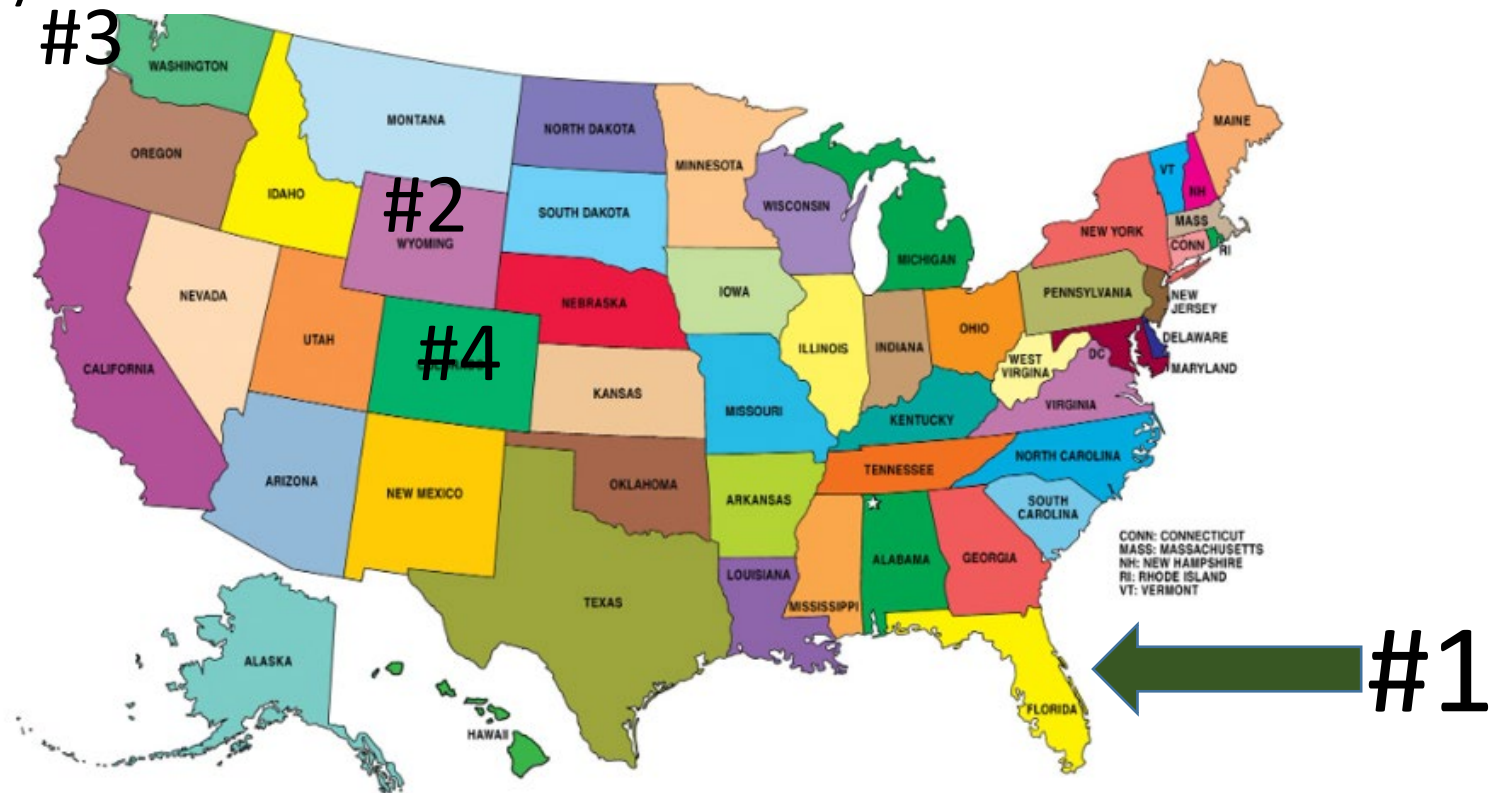 #3
WASHINGTON
MONTANA
NORTH DAKOTA
MINNESOTA
MAINE
OREGON
IDAHO
#2
WYOMING
SOUTH DAKOTA
WISCONSIN
VT
NH
MASS
NEW YORK
CONN
RI
MICHIGAN
NEVADA
NEBRASKA
IOWA
PENNSYLVANIA
NEW
JERSEY
UTAH
#4
ILLINOIS
INDIANA
OHIO
DELAWARE
DC
WEST
VIRGINA
MARYLAND
CALIFORNIA
KANSAS
MISSOURI
KENTUCKY
VIRGINIA
ARIZONA
NEW MEXICO
OKLAHOMA
ARKANSAS
TENNESSEE
NORTH CAROLINA
SOUTH
CAROLINA
CONN: CONNECTICUT
MASS: MASSACHUSETTS
NH: NEW HAMPSHIRE
RI: RHODE ISLAND
VT: VERMONT
TEXAS
LOUISIANA
MISSISSIPPI
ALABAMA
GEORGIA
ALASKA
HAWAII
FLORIDA
#1